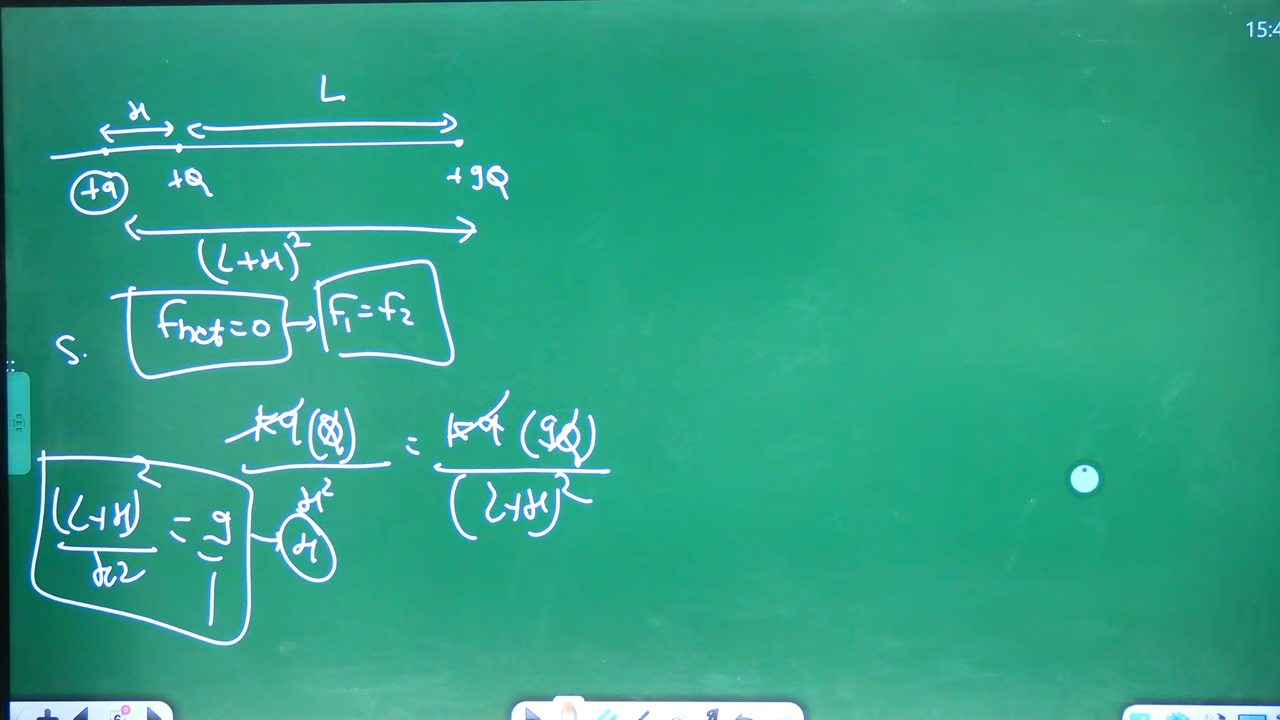 15:4
x L
+q +Q +9Q
(L+x)²
Fnet=0 → F₁=F₂
S.
kq(Q) = kq(9Q)
x² (L+x)²
(L+x)² = 9 x
x2 1